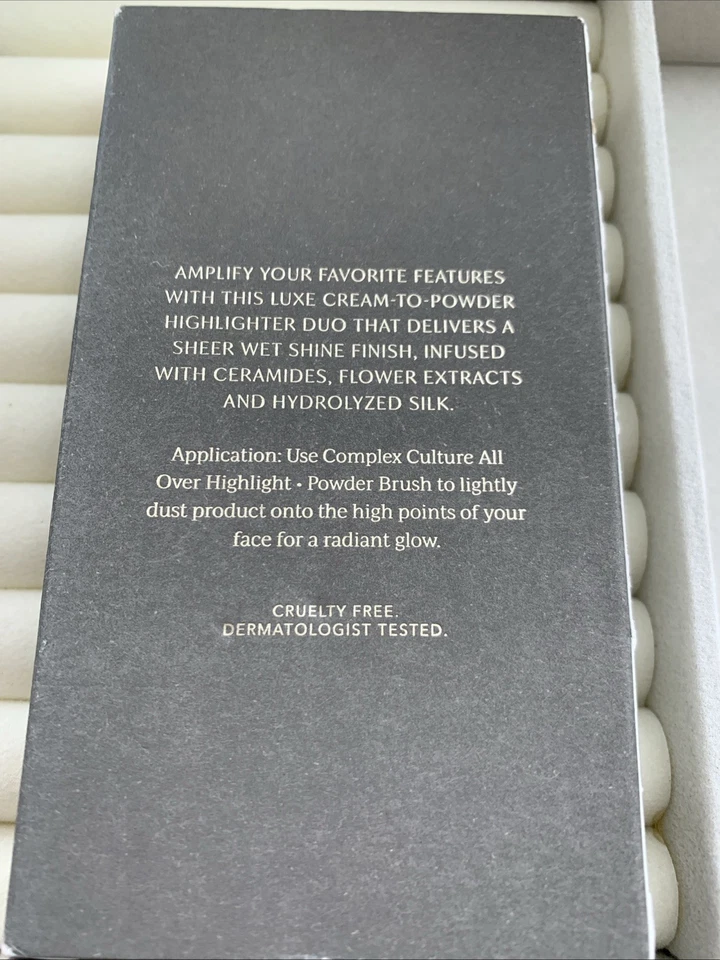 AMPLIFY YOUR FAVORITE FEATURES
WITH THIS LUXE CREAM-TO-POWDER
HIGHLIGHTER DUO THAT DELIVERS A
SHEER WET SHINE FINISH, INFUSED
WITH CERAMIDES, FLOWER EXTRACTS
AND HYDROLYZED SILK.
Application: Use Complex Culture All
Over Highlight • Powder Brush to lightly
dust product onto the high points of your
face for a radiant glow.
CRUELTY FREE.
DERMATOLOGIST TESTED.